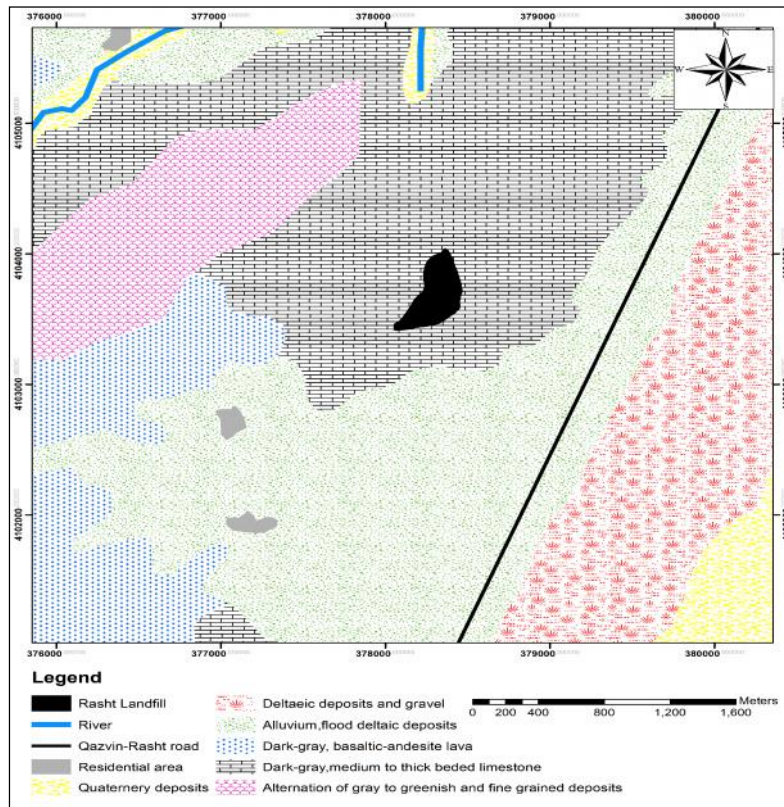 376000 377000 378000 379000 380000
N
W E
S
4105000
4104000
4103000
4102000
376000 377000 378000 379000 380000
Legend
Rasht Landfill
River
Qazvin-Rasht road
Residential area
Quaternery deposits
Deltaeic deposits and gravel
Alluvium,flood deltaic deposits
Dark-gray, basaltic-andesite lava
Dark-gray,medium to thick beded limestone
Alternation of gray to greenish and fine grained deposits
Meters
0 200 400 800 1,200 1,600